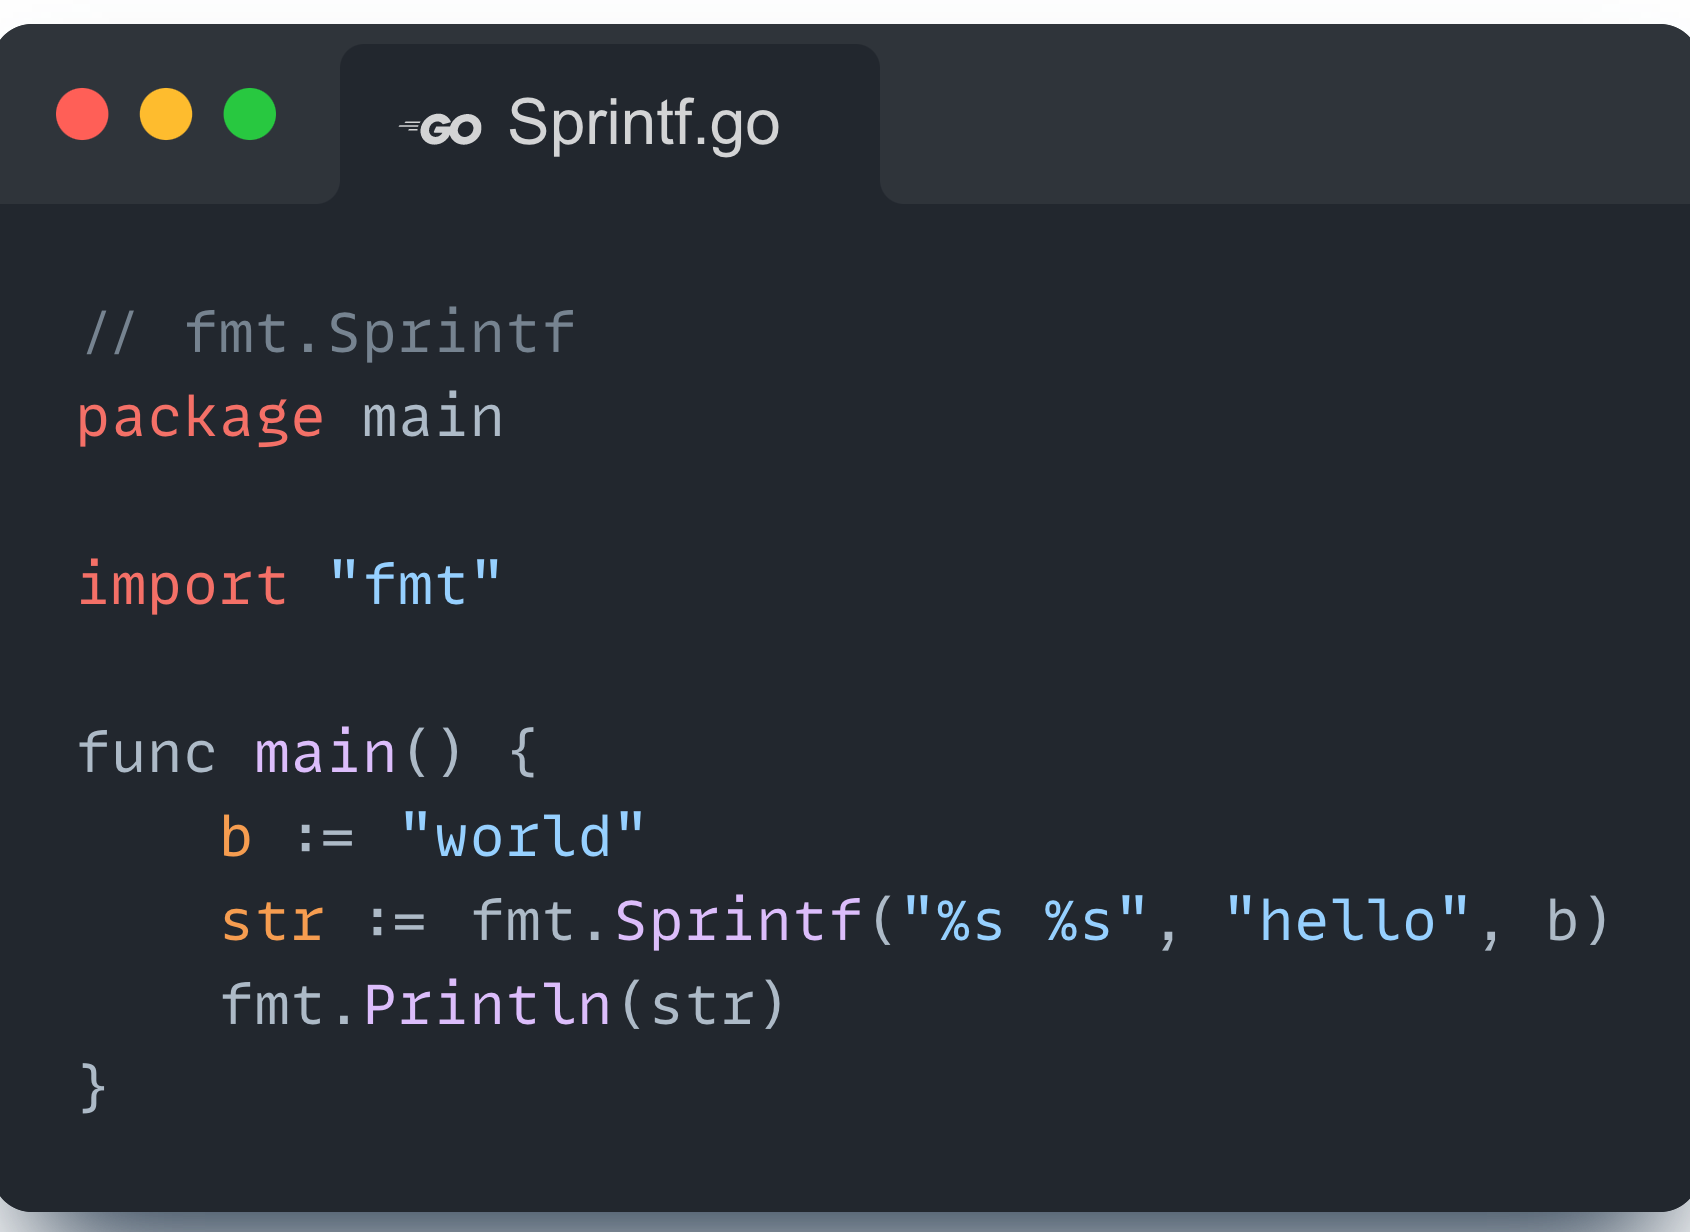 GO Sprintf.go
// fmt.Sprintf
package main

import "fmt"

func main() {
    b := "world"
    str := fmt.Sprintf("%s %s", "hello", b)
    fmt.Println(str)
}